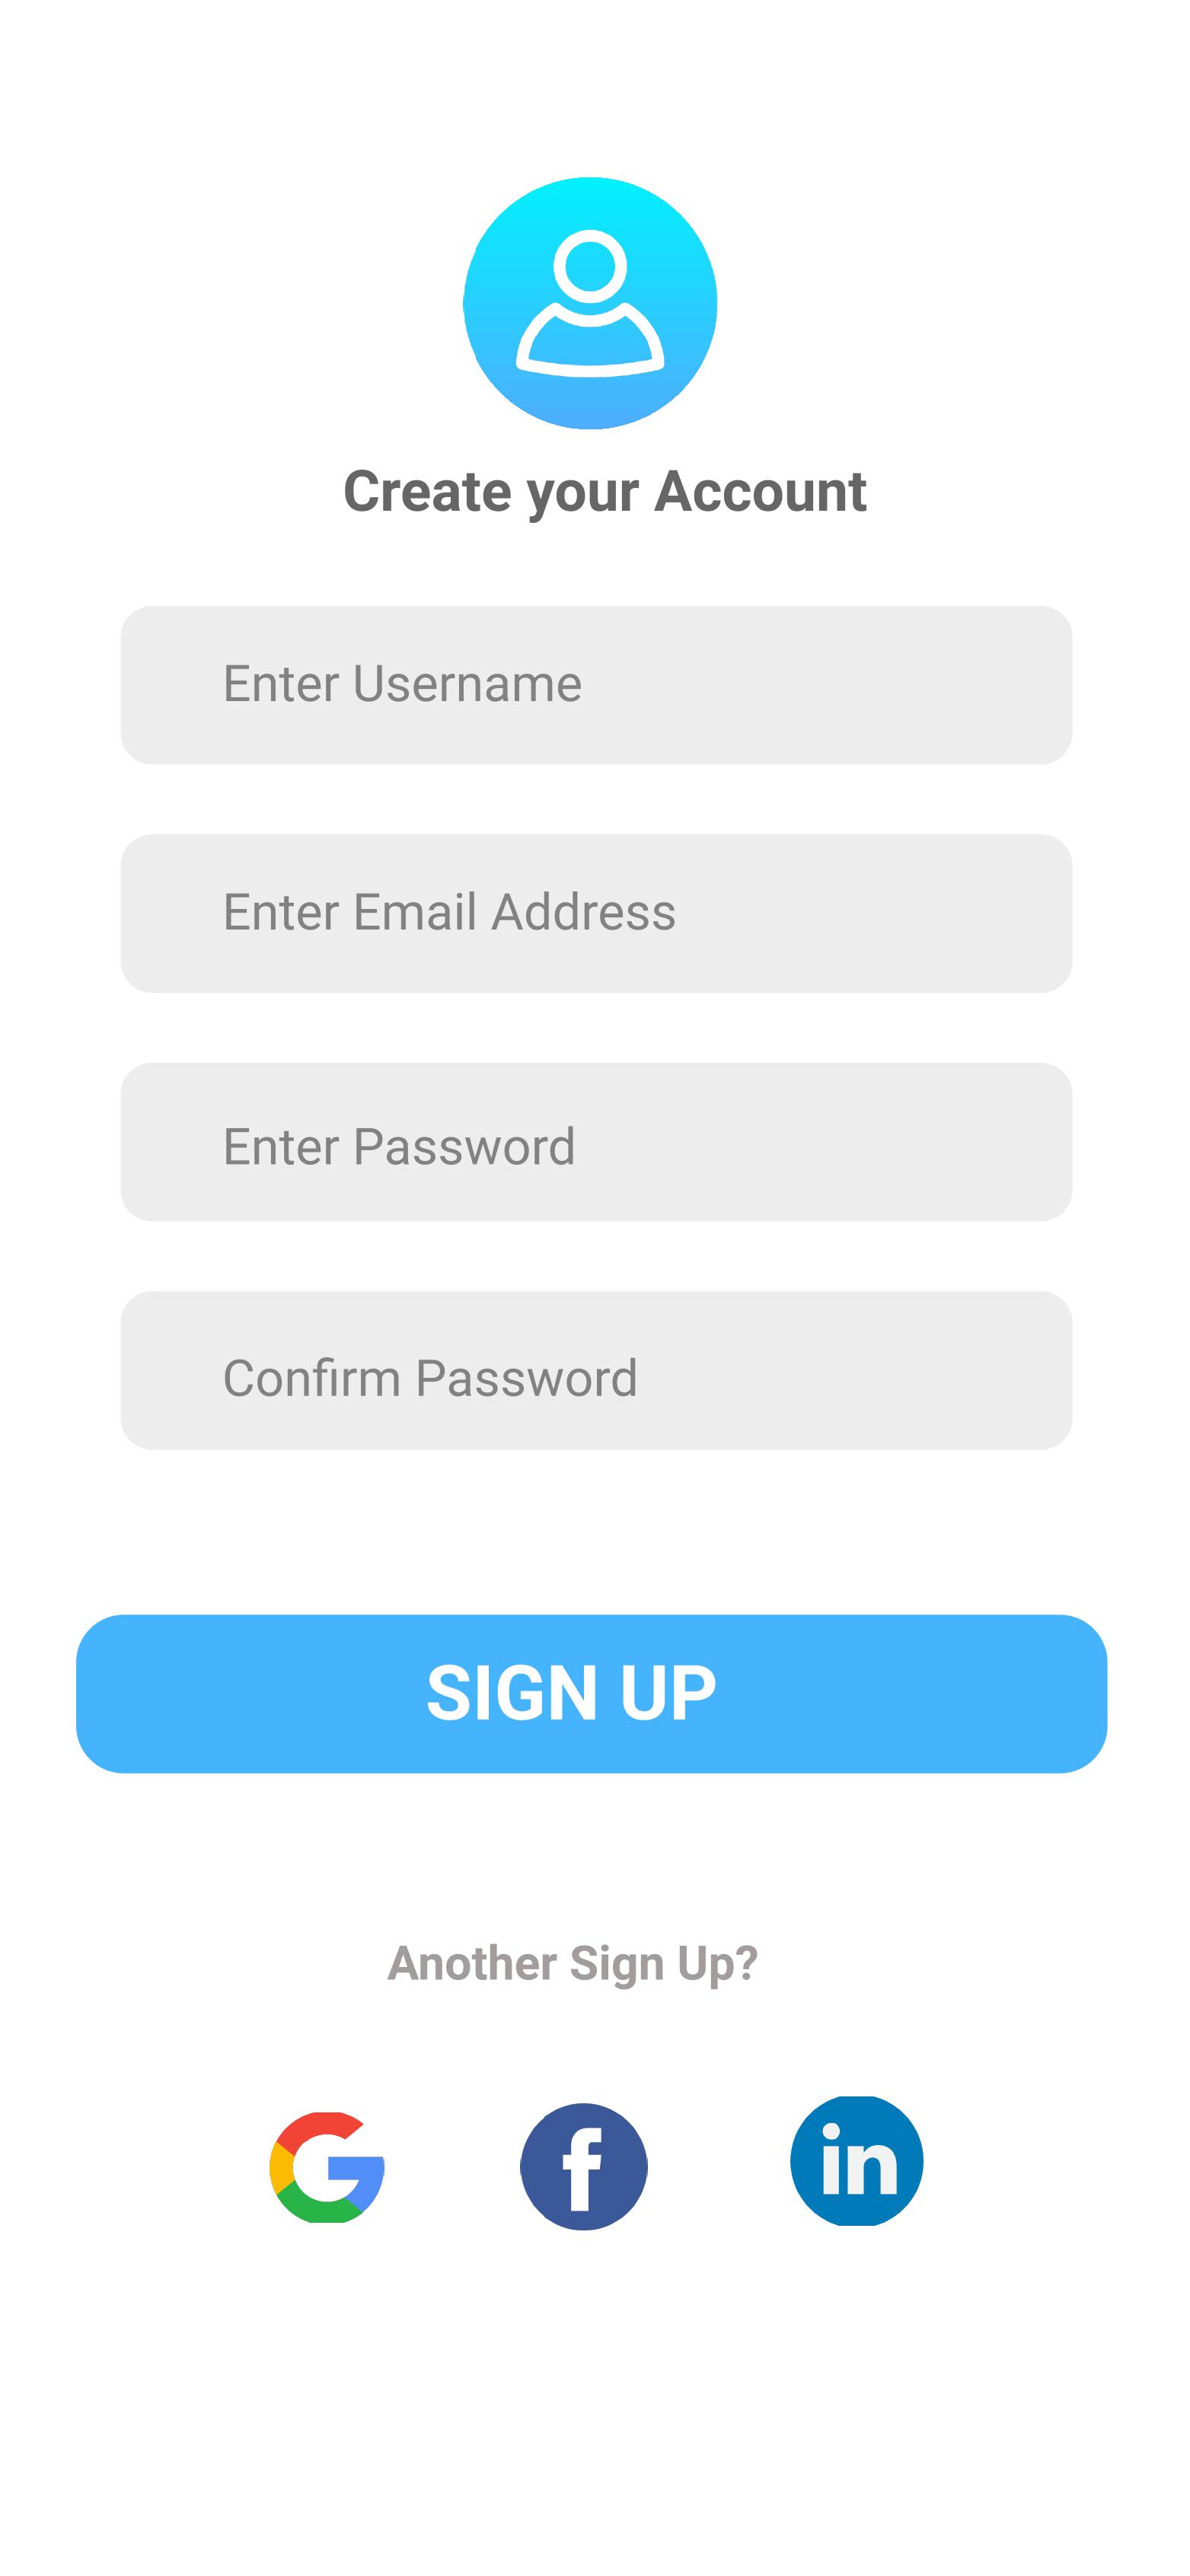 Create your Account
Enter Username
Enter Email Address
Enter Password
Confirm Password
SIGN UP
Another Sign Up?
G f in